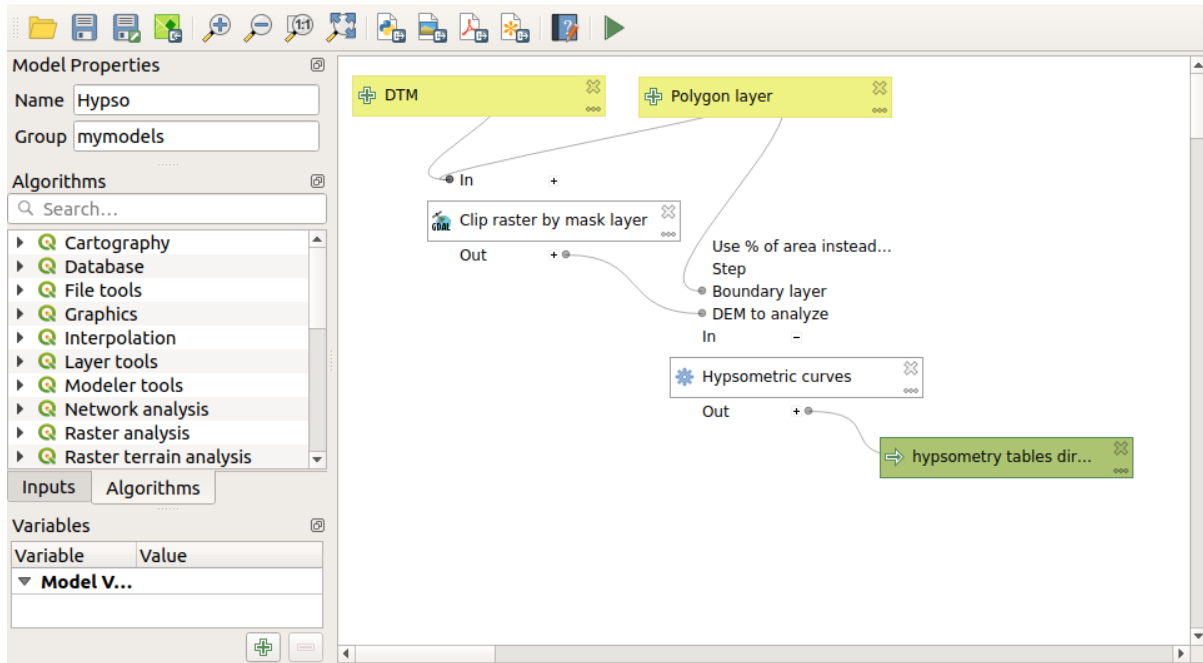 Model Properties
Name Hypso
Group mymodels
Algorithms
Search...
Cartography
Database
File tools
Graphics
Interpolation
Layer tools
Modeler tools
Network analysis
Raster analysis
Raster terrain analysis
Inputs Algorithms
Variables
Variable Value
Model V...
DTM
Polygon layer
In
GDAL Clip raster by mask layer
Out
Use % of area instead...
Step
Boundary layer
DEM to analyze
In
Hypsometric curves
Out
hypsometry tables dir...
1:1